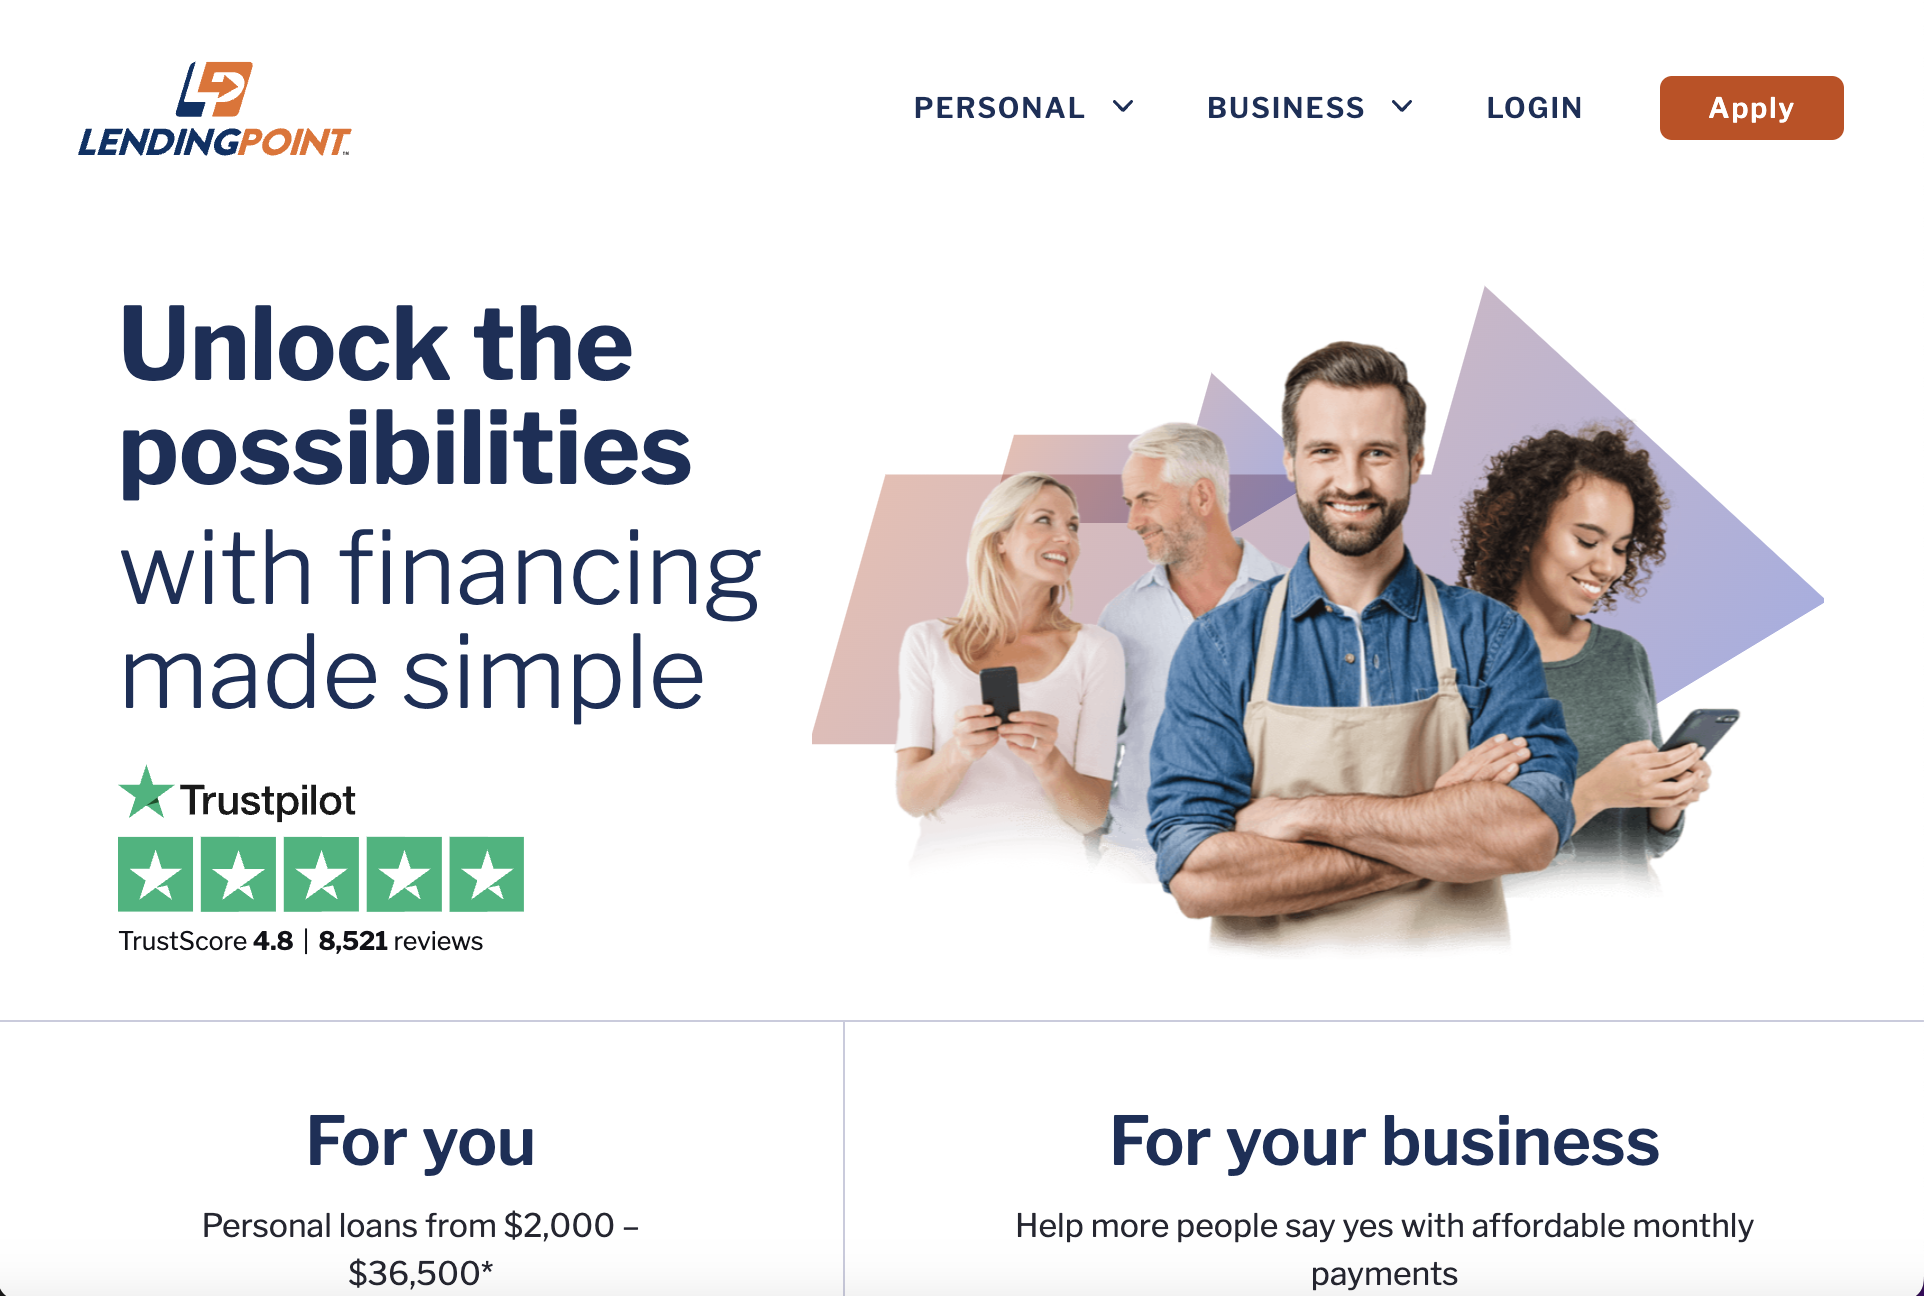 LENDINGPOINT™
PERSONAL
BUSINESS
LOGIN
Apply
Unlock the
possibilities
with financing
made simple
Trustpilot
TrustScore 4.8 | 8,521 reviews
For you
Personal loans from $2,000 –
$36,500*
For your business
Help more people say yes with affordable monthly
payments